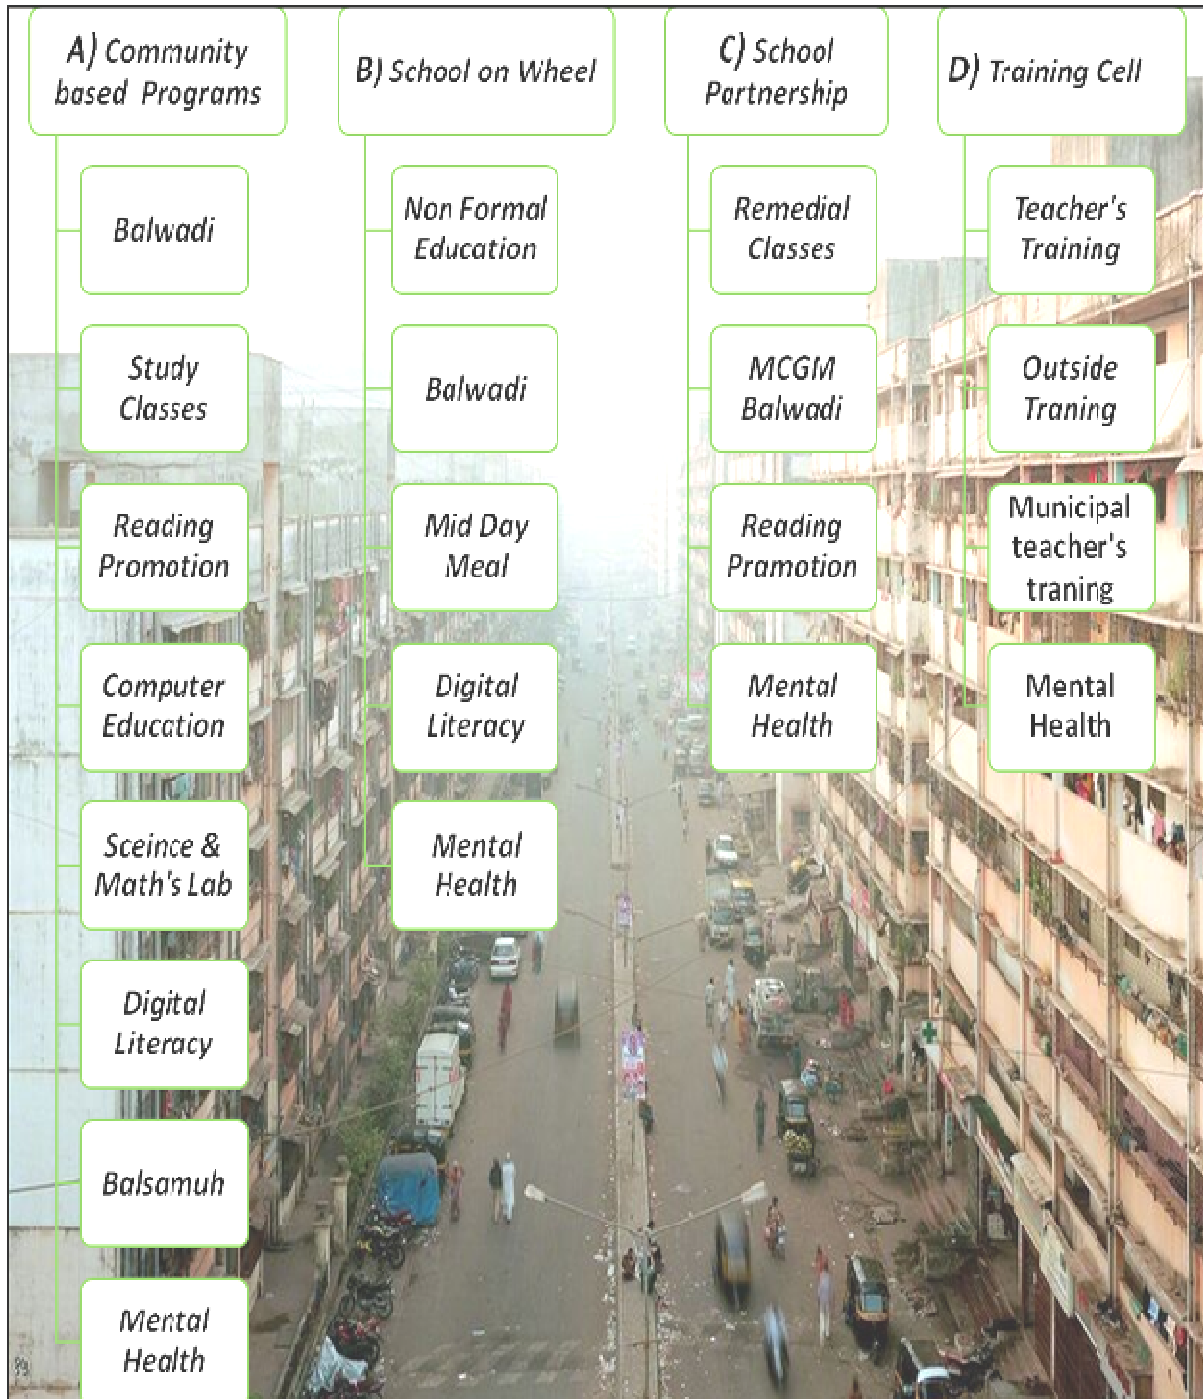 A) Community
based Programs
Balwadi
Study
Classes
Reading
Promotion
Computer
Education
Sceince &
Math's Lab
Digital
Literacy
Balsamuh
Mental
Health
B) School on Wheel
Non Formal
Education
Balwadi
Mid Day
Meal
Digital
Literacy
Mental
Health
C) School
Partnership
Remedial
Classes
MCGM
Balwadi
Reading
Pramotion
Mental
Health
D) Training Cell
Teacher's
Training
Outside
Traning
Municipal
teacher's
traning
Mental
Health